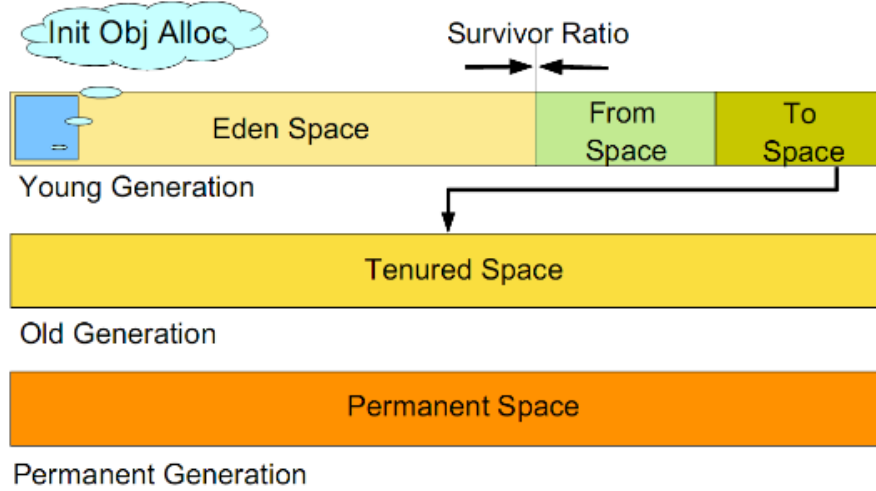 Init Obj Alloc
Survivor Ratio
Eden Space
From
Space
To
Space
Young Generation
Tenured Space
Old Generation
Permanent Space
Permanent Generation